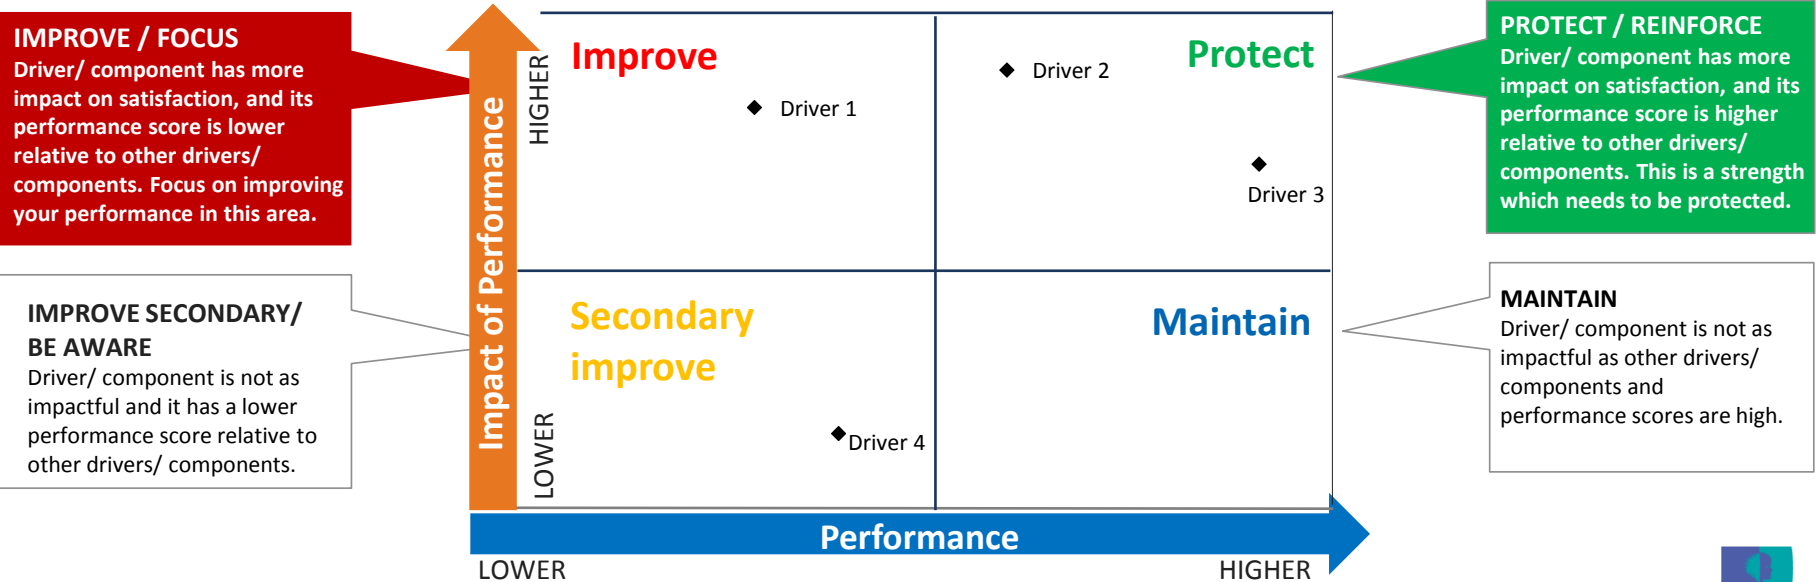 IMPROVE / FOCUS
Driver/ component has more
impact on satisfaction, and its
performance score is lower
relative to other drivers/
components. Focus on improving
your performance in this area.
IMPROVE SECONDARY/
BE AWARE
Driver/ component is not as
impactful and it has a lower
performance score relative to
other drivers/ components.
Impact of Performance
HIGHER
LOWER
Improve
Driver 1
Driver 2
Protect
Driver 3
Secondary
improve
Driver 4
Maintain
Performance
LOWER
HIGHER
PROTECT / REINFORCE
Driver/ component has more
impact on satisfaction, and its
performance score is higher
relative to other drivers/
components. This is a strength
which needs to be protected.
MAINTAIN
Driver/ component is not as
impactful as other drivers/
components and
performance scores are high.